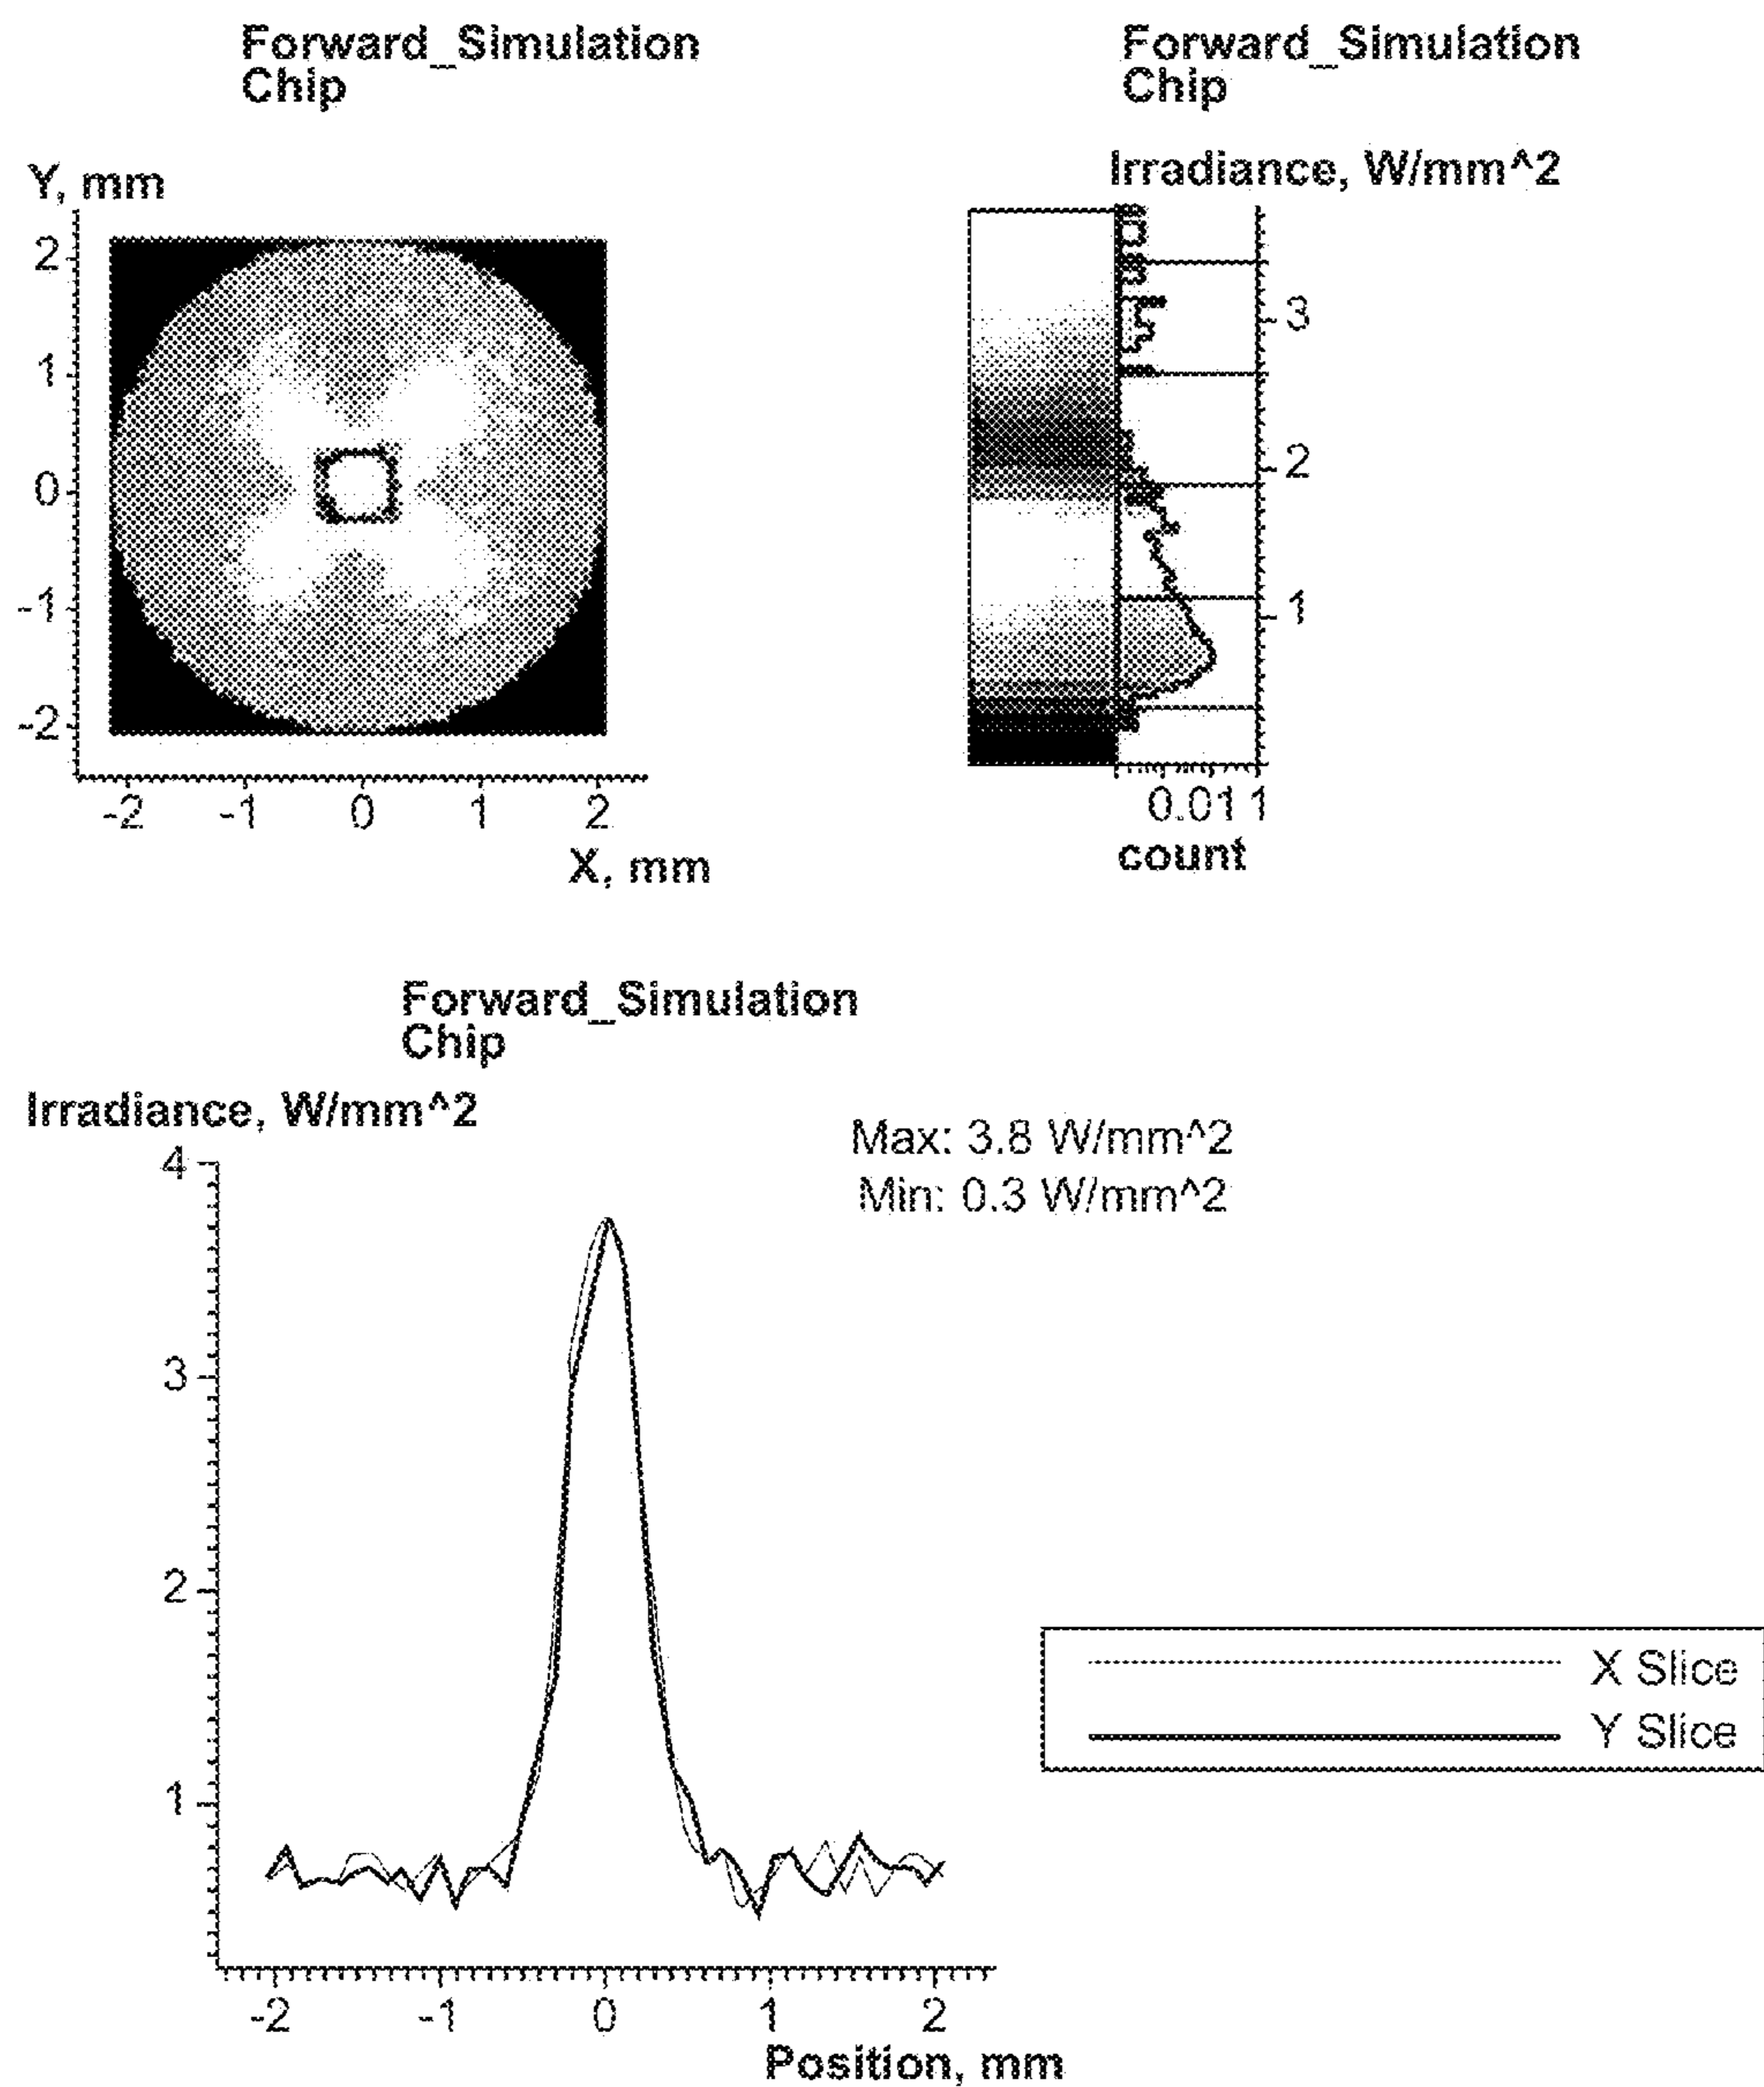 Forward_Simulation
Chip
Y, mm
2
1
0
-1
-2
-2 -1 0 1 2
X, mm
Forward_Simulation
Chip
Irradiance, W/mm^2
3
2
1
0.01 1
count
Forward_Simulation
Chip
Irradiance, W/mm^2
Max: 3.8 W/mm^2
Min: 0.3 W/mm^2
4
3
2
1
-2 -1 0 1 2
Position, mm
X Slice
Y Slice